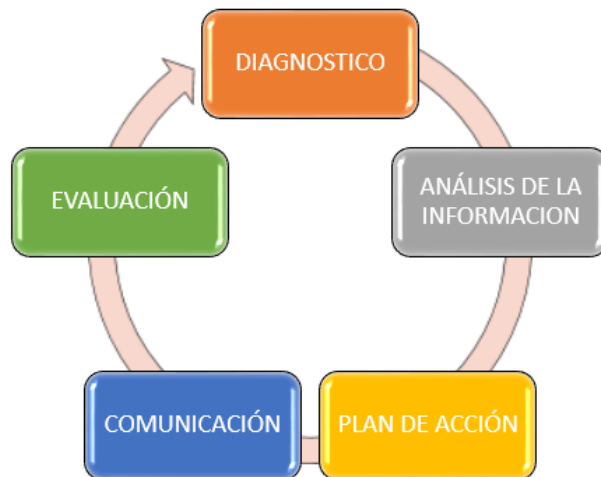 DIAGNOSTICO
ANÁLISIS DE LA
INFORMACION
PLAN DE ACCIÓN
COMUNICACIÓN
EVALUACIÓN